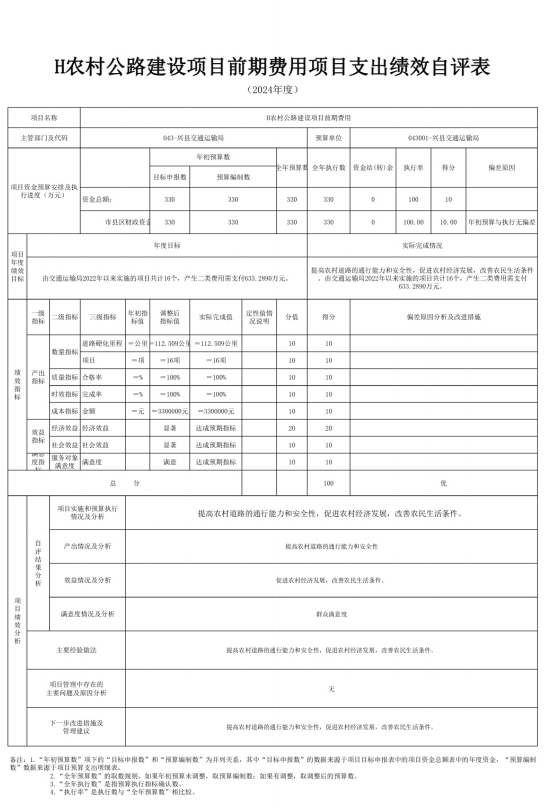 H农村公路建设项目前期费用项目支出绩效自评表
（2024年度）
项目名称 H农村公路建设项目前期费用
主管部门及代码 043-兴县交通运输局 预算单位 043001-兴县交通运输局
项目资金预算安排及执行进度（万元） 年初预算数 全年预算数 全年执行数 资金结(转)余 执行率 得分 偏差原因
目标申报数 预算编制数
资金总额: 330 330 330 330 0 100 10
市县区财政资金 330 330 330 330 0 100.00 10.00 年初预算与执行无偏差
项目年度绩效目标 年度目标 实际完成情况
由交通运输局2022年以来实施的项目共计16个，产生二类费用需支付633.2890万元。
提高农村道路的通行能力和安全性，促进农村经济发展，改善农民生活条件
，由交通运输局2022年以来实施的项目共计16个，产生二类费用需支付
633.2890万元。
绩效指标 一级指标 二级指标 三级指标 年初指标值 调整后指标值 实际完成值 定性值情况说明 分值 得分 偏差原因分析及改进措施
产出指标 数量指标 道路硬化里程 ＝公里 ＝112.509公里 ＝112.509公里 10 10
项目 ＝项 ＝16项 ＝16项 10 10
质量指标 合格率 ＝% ＝100% ＝100% 10 10
时效指标 完成率 ＝% ＝100% ＝100% 10 10
成本指标 金额 ＝元 ＝3300000元 ＝3300000元 10 10
效益指标 经济效益 经济效益 显著 达成预期指标 20 20
社会效益 社会效益 显著 达成预期指标 10 10
满意度指标 服务对象满意度 满意度 满意 达成预期指标 10 10
总 分 100 优
项目绩效分析 自评结果分析 项目实施和预算执行情况及分析 提高农村道路的通行能力和安全性，促进农村经济发展，改善农民生活条件。
产出情况及分析 提高农村道路的通行能力和安全性
效益情况及分析 促进农村经济发展，改善农民生活条件。
满意度情况及分析 群众满意度
主要经验做法 提高农村道路的通行能力和安全性，促进农村经济发展，改善农民生活条件。
项目管理中存在的主要问题及原因分析 无
下一步改进措施及管理建议 提高农村道路的通行能力和安全性，促进农村经济发展，改善农民生活条件。
备注：1.“年初预算数”项下的“目标申报数”和“预算编制数”为并列关系，其中“目标申报数”的数据来源于项目目标申报表中的项目资金总额表中的年度资金，“预算编制
数”数据来源于项目预算支出明细表。
2.“全年预算数”的取数规则，如果年初预算未调整，取预算编制数；如果有调整，取调整后的预算数。
3.“全年执行数”是指预算执行指标确认数。
4.“执行率”是执行数与“全年预算数”相比较。